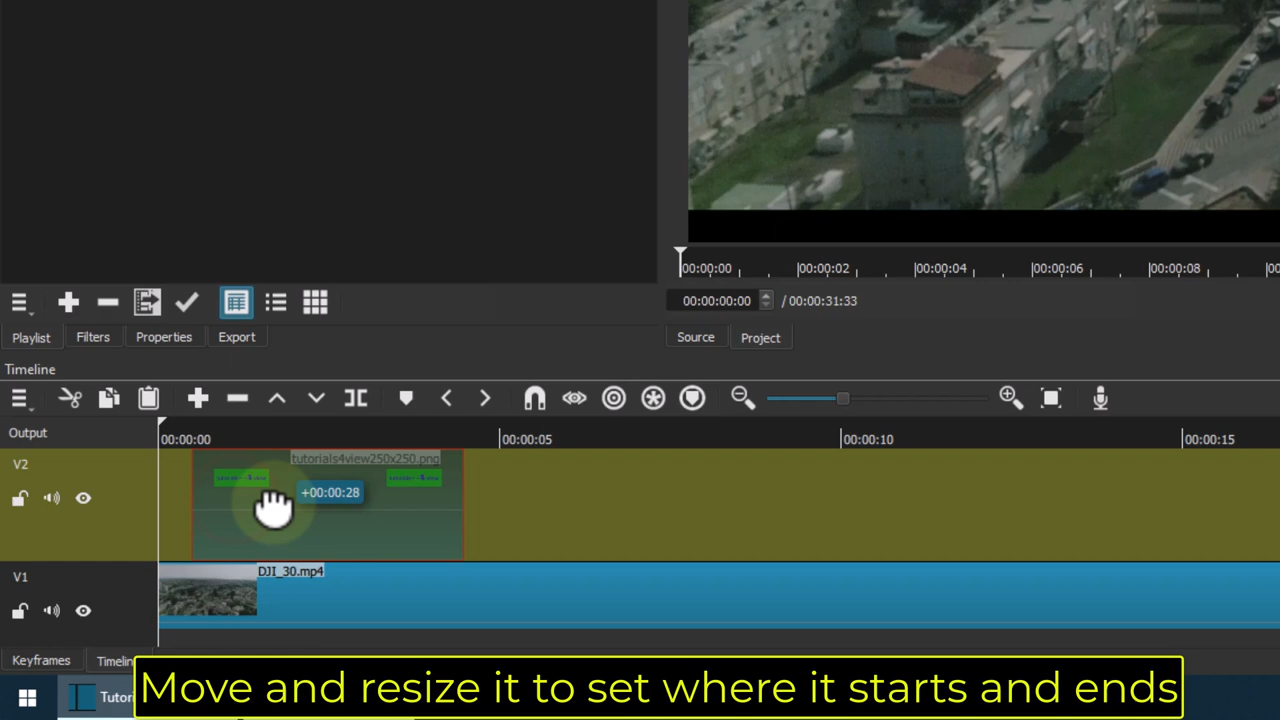 00:00:00
00:00:02
00:00:04
00:00:06
00:00:08
00:00:00:00 / 00:00:31:33
Playlist Filters Properties Export
Source Project
Timeline
Output
00:00:00 00:00:05 00:00:10 00:00:15
V2
tutorials4view250x250.png
+00:00:28
V1
DJI_30.mp4
Keyframes
Move and resize it to set where it starts and ends